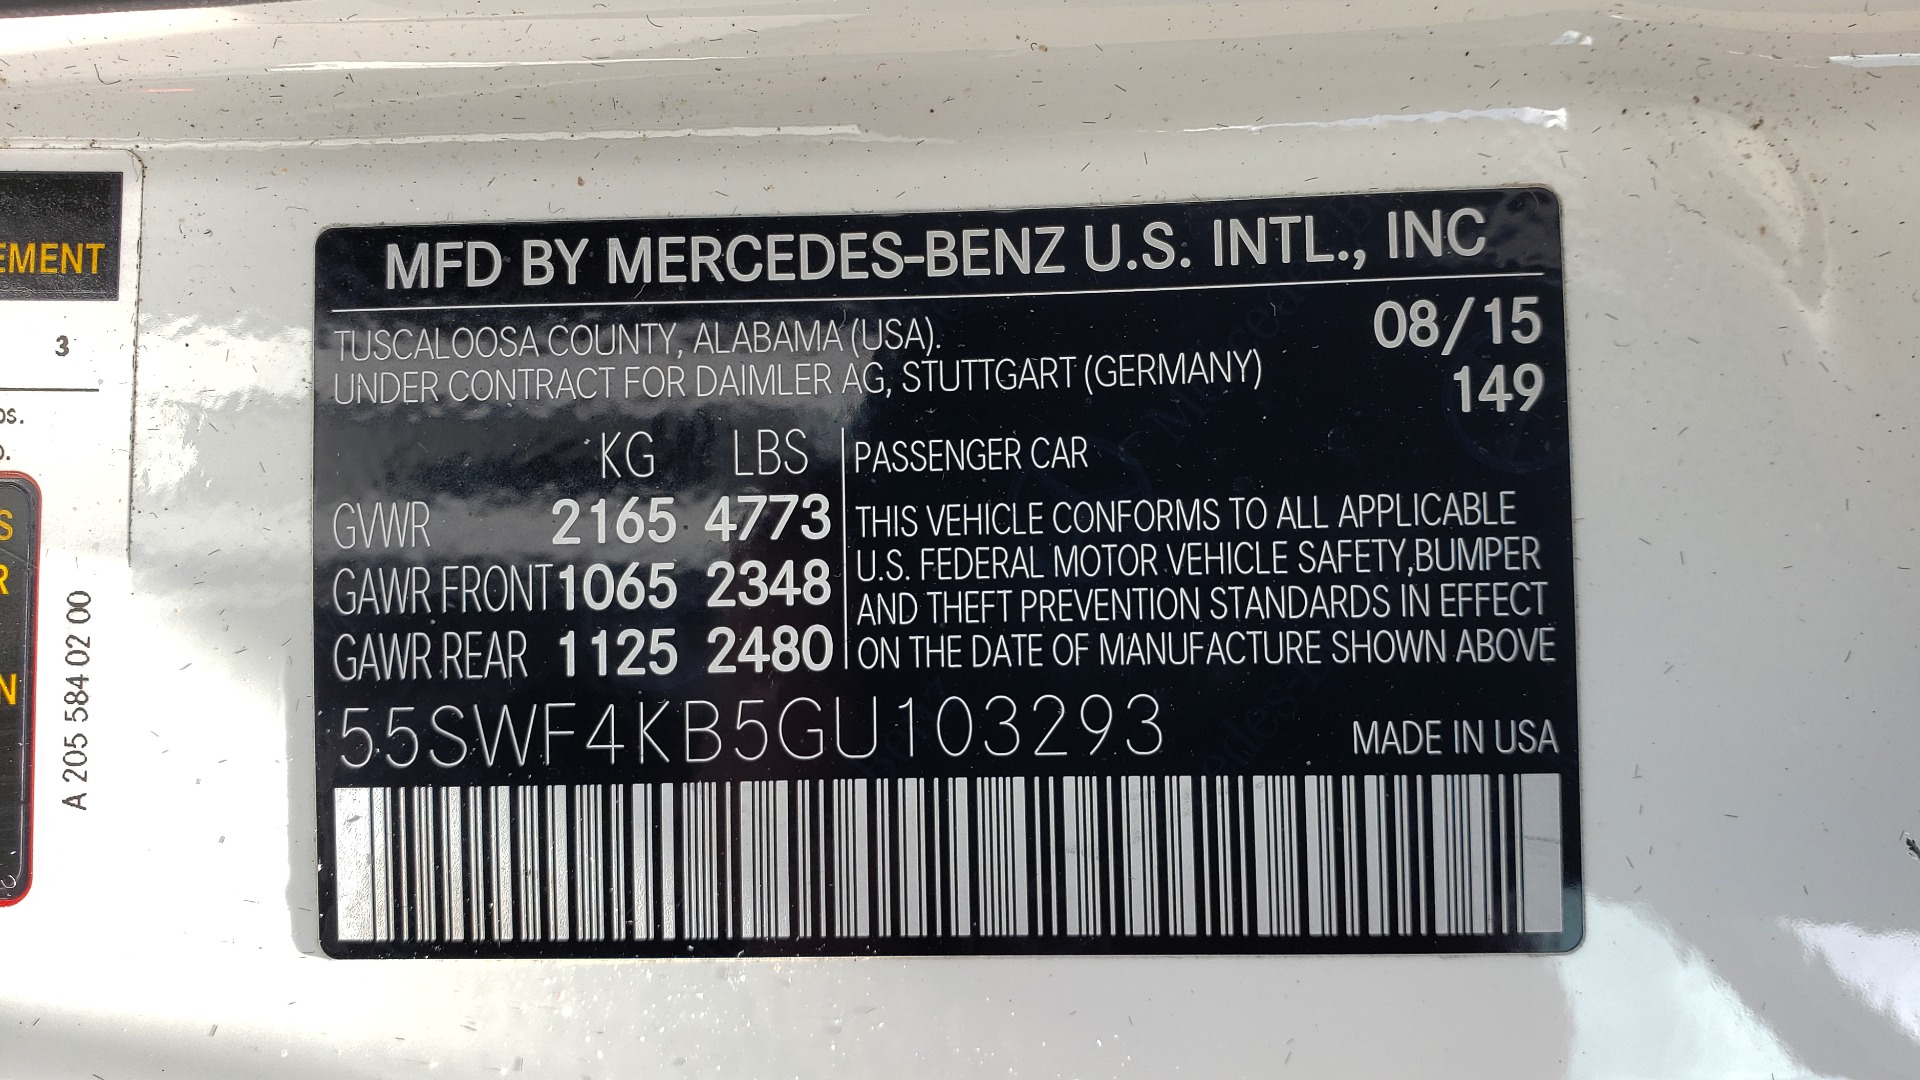 MFD BY MERCEDES-BENZ U.S. INTL., INC
TUSCALOOSA COUNTY, ALABAMA (USA). 08/15
UNDER CONTRACT FOR DAIMLER AG, STUTTGART (GERMANY) 149
KG LBS
GVWR 2165 4773
GAWR FRONT 1065 2348
GAWR REAR 1125 2480
PASSENGER CAR
THIS VEHICLE CONFORMS TO ALL APPLICABLE
U.S. FEDERAL MOTOR VEHICLE SAFETY, BUMPER
AND THEFT PREVENTION STANDARDS IN EFFECT
ON THE DATE OF MANUFACTURE SHOWN ABOVE
55SWF4KB5GU103293
MADE IN USA
EMENT
3
A 205 584 02 00